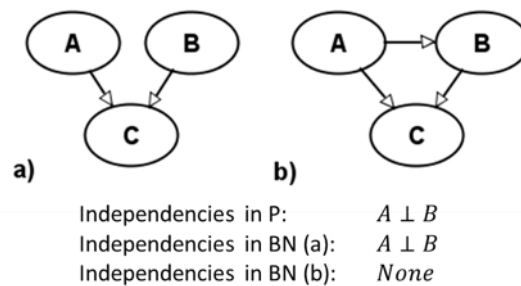 A B A B
C C
a) b)
Independencies in P: A ⊥ B
Independencies in BN (a): A ⊥ B
Independencies in BN (b): None